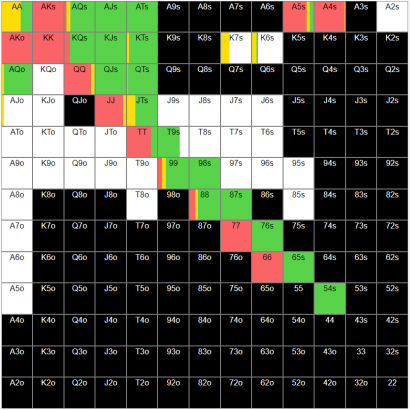 AA AKs AQs AJs ATs A9s A8s A7s A6s A5s A4s A3s A2s
AKo KK KQs KJs KTs K9s K8s K7s K6s K5s K4s K3s K2s
AQo KQo QQ QJs QTs Q9s Q8s Q7s Q6s Q5s Q4s Q3s Q2s
AJo KJo QJo JJ JTs J9s J8s J7s J6s J5s J4s J3s J2s
ATo KTo QTo JTo TT T9s T8s T7s T6s T5s T4s T3s T2s
A9o K9o Q9o J9o T9o 99 98s 97s 96s 95s 94s 93s 92s
A8o K8o Q8o J8o T8o 98o 88 87s 86s 85s 84s 83s 82s
A7o K7o Q7o J7o T7o 97o 87o 77 76s 75s 74s 73s 72s
A6o K6o Q6o J6o T6o 96o 86o 76o 66 65s 64s 63s 62s
A5o K5o Q5o J5o T5o 95o 85o 75o 65o 55 54s 53s 52s
A4o K4o Q4o J4o T4o 94o 84o 74o 64o 54o 44 43s 42s
A3o K3o Q3o J3o T3o 93o 83o 73o 63o 53o 43o 33 32s
A2o K2o Q2o J2o T2o 92o 82o 72o 62o 52o 42o 32o 22